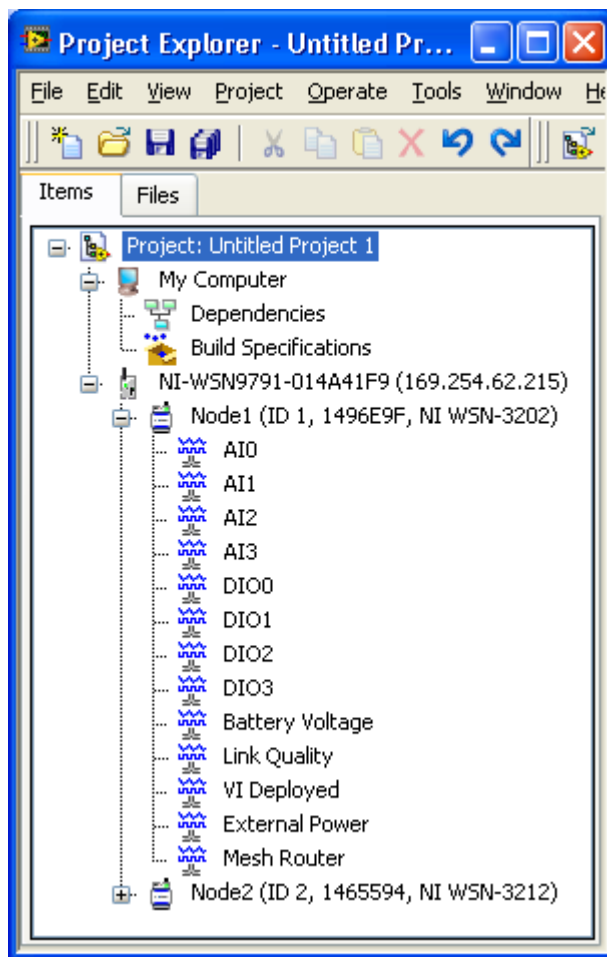 Project Explorer - Untitled Pr...
File Edit View Project Operate Tools Window He
Items Files
Project: Untitled Project 1
My Computer
Dependencies
Build Specifications
NI-WSN9791-014A41F9 (169.254.62.215)
Node1 (ID 1, 1496E9F, NI WSN-3202)
AI0
AI1
AI2
AI3
DIO0
DIO1
DIO2
DIO3
Battery Voltage
Link Quality
VI Deployed
External Power
Mesh Router
Node2 (ID 2, 1465594, NI WSN-3212)